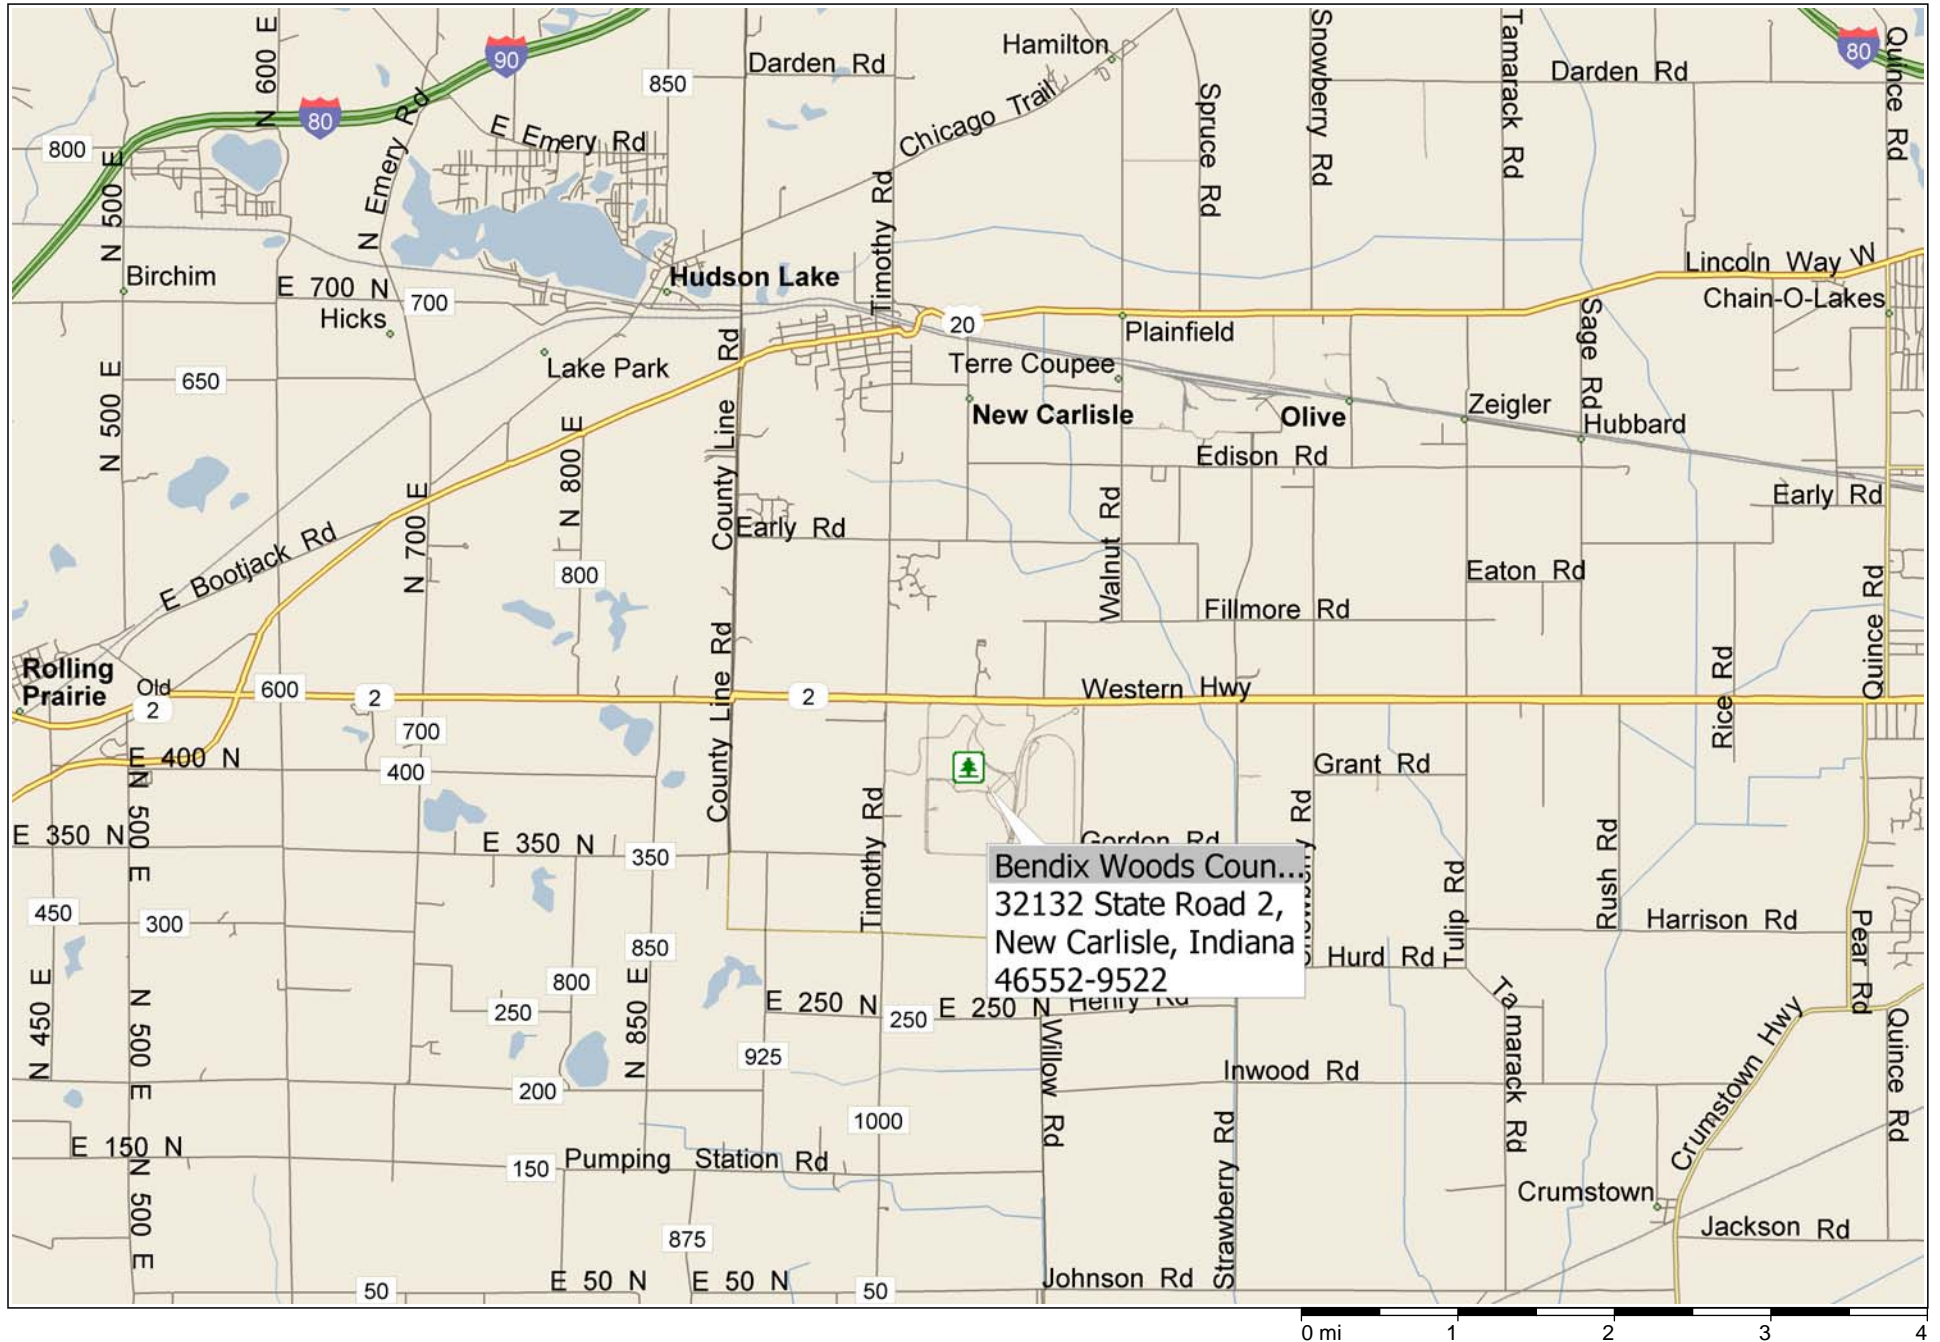 N 600 E
90
850
Darden Rd
Hamilton
Snowberry Rd
Tamarack Rd
Darden Rd
80
Quince Rd
80
N Emery Rd
E Emery Rd
Chicago Trail
Spruce Rd
800
N 500 E
Timothy Rd
Birchim
E 700 N
700
Hudson Lake
Lincoln Way W
Chain-O-Lakes
Hicks
20
Plainfield
Sage Rd
Lake Park
Terre Coupee
650
N 500 E
County Line Rd
New Carlisle
Olive
Zeigler
Hubbard
Edison Rd
N 800 E
N 700 E
Early Rd
Early Rd
Walnut Rd
E Bootjack Rd
800
Eaton Rd
Fillmore Rd
Quince Rd
Rolling
Prairie
Old
2
600
2
County Line Rd
2
Western Hwy
Rice Rd
700
E 400 N
400
Grant Rd
N 500 E
Timothy Rd
E 350 N
E 350 N
350
Gordon Rd
Bendix Woods Coun...
32132 State Road 2,
New Carlisle, Indiana
46552-9522
Tulip Rd
Rush Rd
Harrison Rd
Pear Rd
450
300
850
Hurd Rd
N 450 E
N 500 E
800
N 850 E
250
E 250 N
250
E 250 N
Henry Rd
Tamarack Rd
Crumstown Hwy
Quince Rd
925
200
Willow Rd
Inwood Rd
1000
E 150 N
150
Pumping Station Rd
Strawberry Rd
N 500 E
Crumstown
875
Jackson Rd
50
E 50 N
E 50 N
50
Johnson Rd
0 mi 1 2 3 4